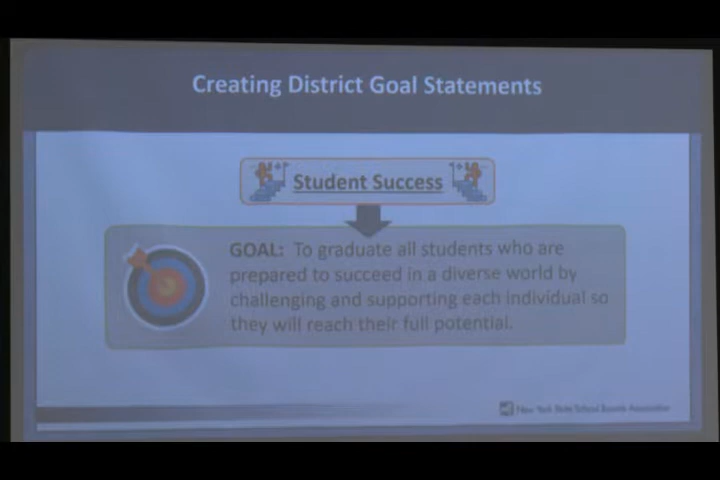 Creating District Goal Statements
Student Success
GOAL: To graduate all students who are
prepared to succeed in a diverse world by
challenging and supporting each individual so
they will reach their full potential.
New York State School Boards Association